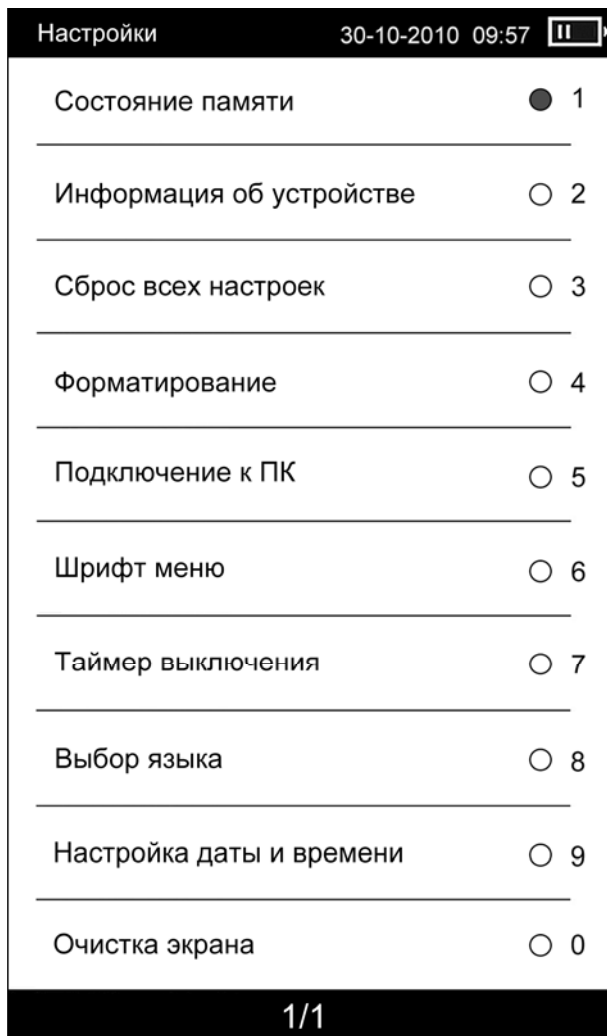 Настройки 30-10-2010 09:57
Состояние памяти 1
Информация об устройстве 2
Сброс всех настроек 3
Форматирование 4
Подключение к ПК 5
Шрифт меню 6
Таймер выключения 7
Выбор языка 8
Настройка даты и времени 9
Очистка экрана 0
1/1